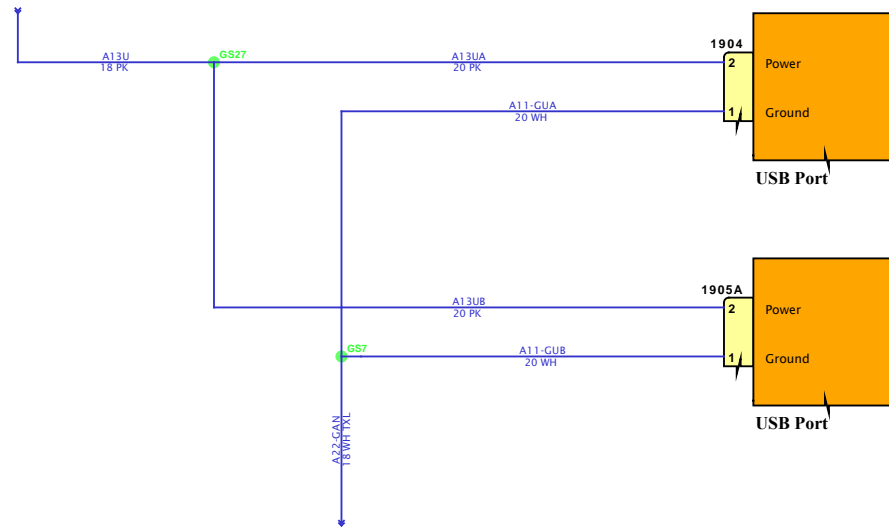 A13U
18 PK
GS27
A13UA
20 PK
1904
2 Power
A11-GUA
20 WH
1 Ground
USB Port
A13UB
20 PK
1905A
2 Power
GS7
A11-GUB
20 WH
1 Ground
USB Port
A22-GAN
18 WH TXL